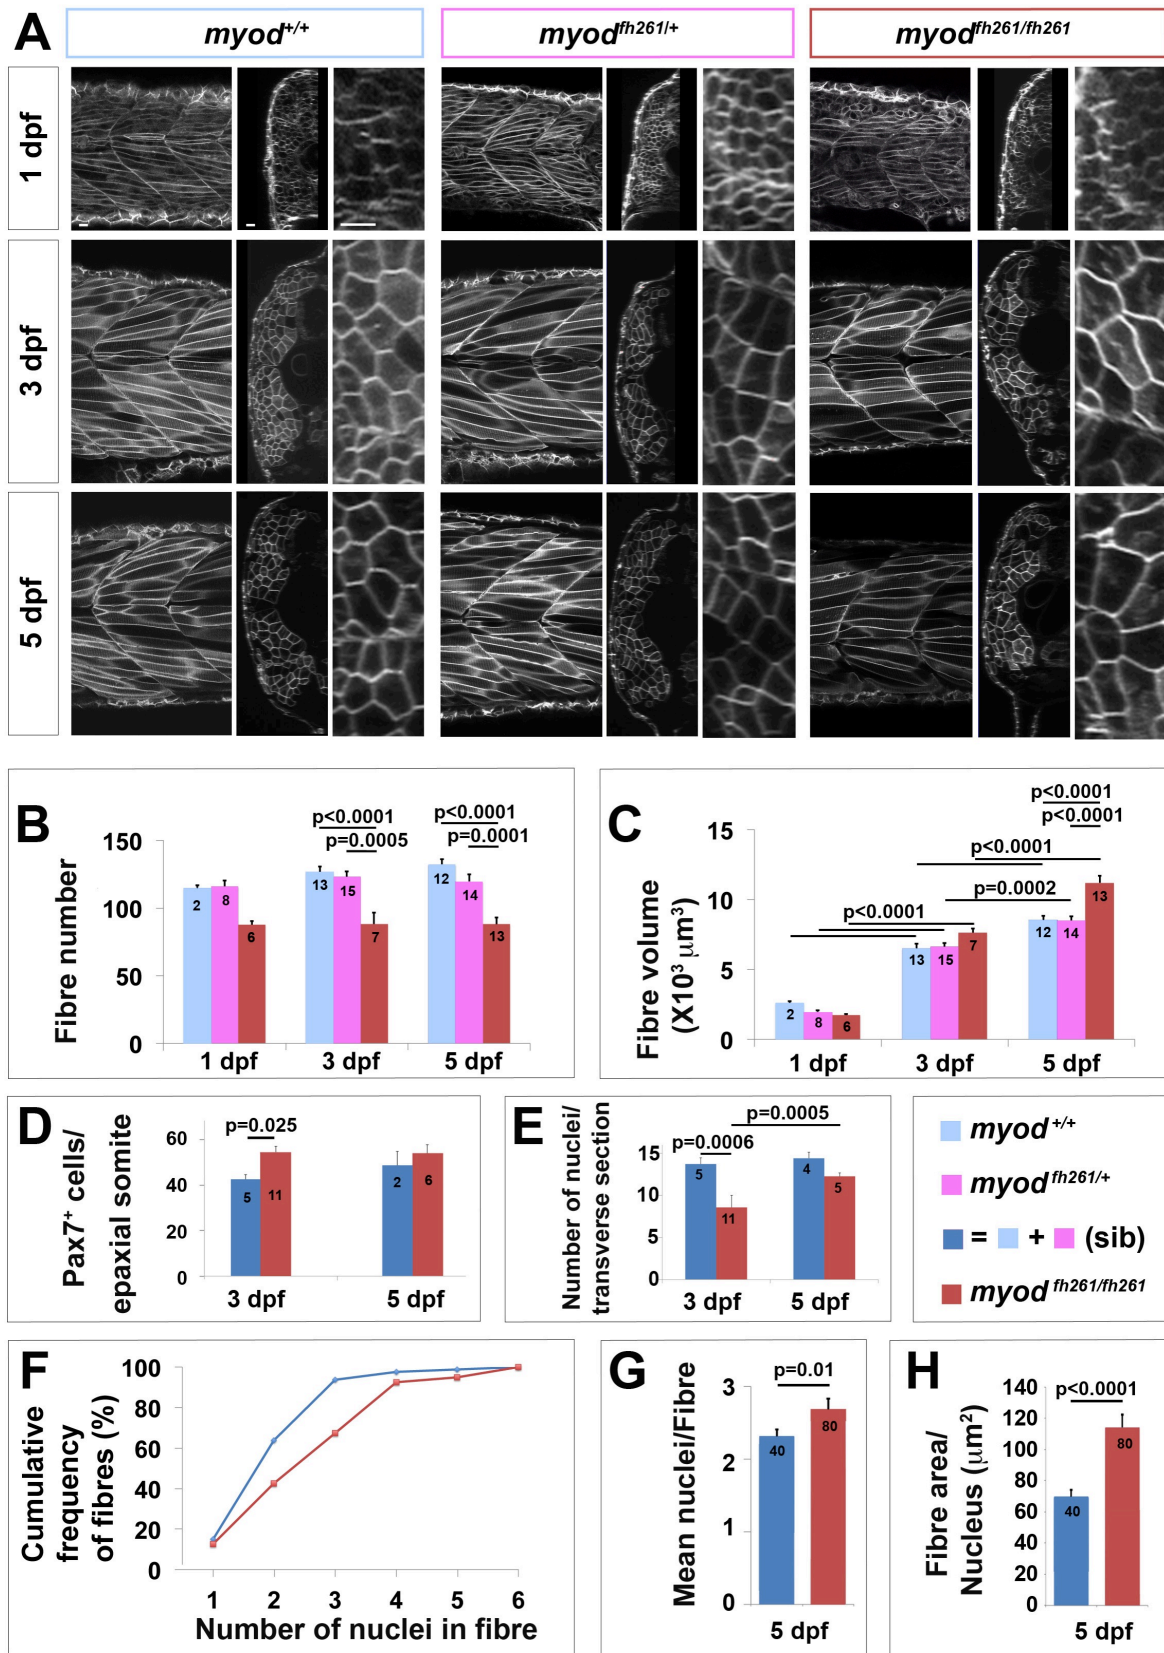 A
myod+/+
myodfh261/+
myodfh261/fh261
1 dpf
3 dpf
5 dpf
B
Fibre number
150
100
50
0
p<0.0001
p=0.0005
p<0.0001
p=0.0001
2
8
6
13
15
7
12
14
13
1 dpf
3 dpf
5 dpf
C
Fibre volume
(X10³ µm³)
15
10
5
0
p<0.0001
p<0.0001
p<0.0001
p=0.0002
p<0.0001
2
8
6
13
15
7
12
14
13
1 dpf
3 dpf
5 dpf
D
Pax7⁺ cells/
epaxial somite
60
40
20
0
p=0.025
5
11
2
6
3 dpf
5 dpf
E
Number of nuclei/
transverse section
15
10
5
0
p=0.0005
p=0.0006
5
11
4
5
3 dpf
5 dpf
myod+/+
myodfh261/+
= + (sib)
myodfh261/fh261
F
Cumulative
frequency
of fibres (%)
100
80
60
40
20
0
1 2 3 4 5 6
Number of nuclei in fibre
G
Mean nuclei/Fibre
3
2
1
0
p=0.01
40
80
5 dpf
H
Fibre area/
Nucleus (µm²)
140
120
100
80
60
40
20
0
p<0.0001
40
80
5 dpf